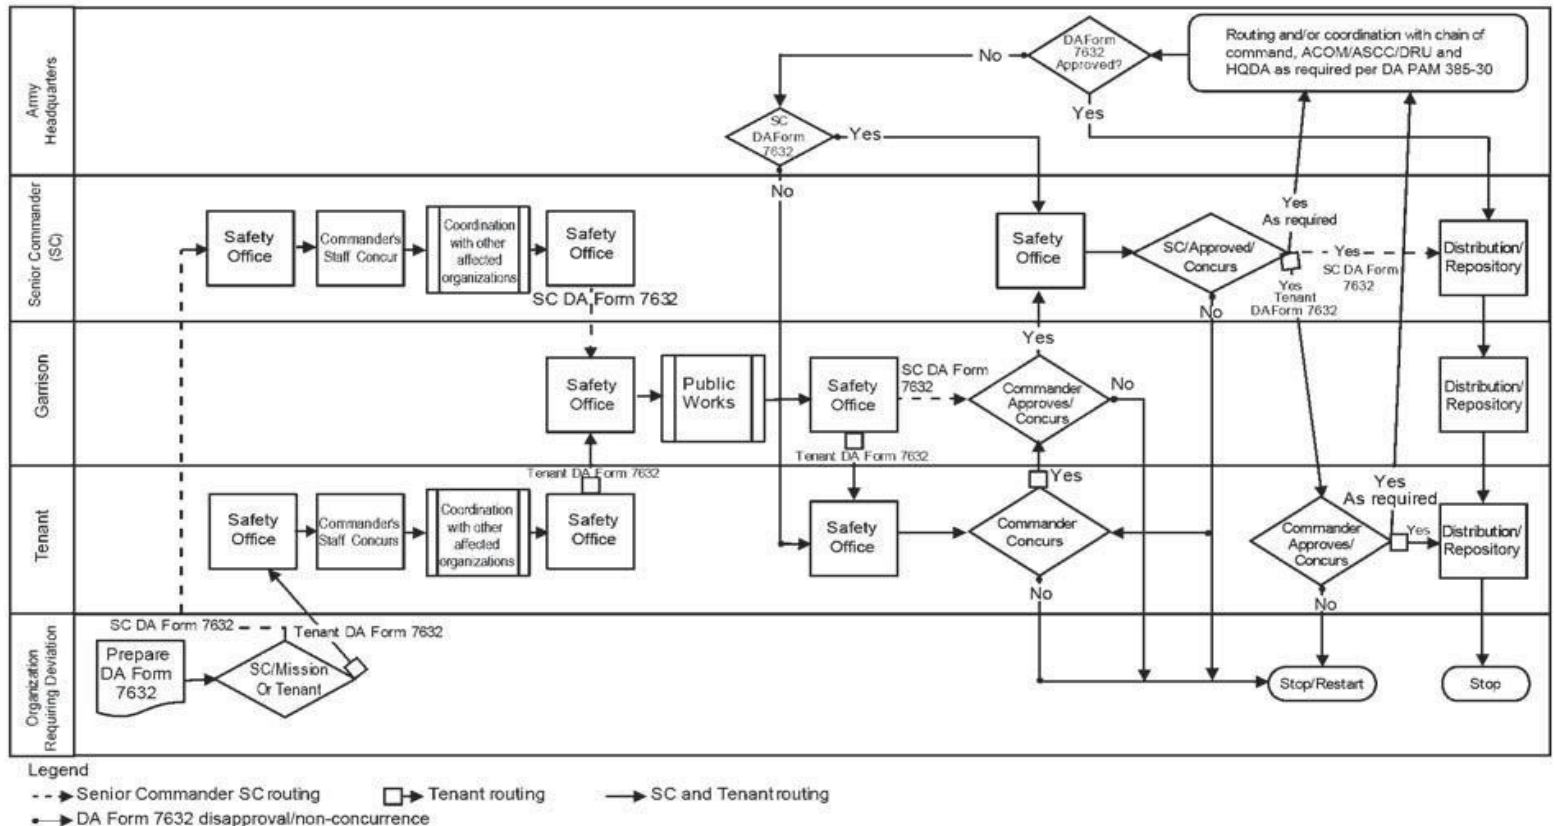 Army
Headquarters
DA Form
7632
Approved?
Routing and/or coordination with chain of
command, ACOM/ASCC/DRU and
HQDA as required per DA PAM 385-30
No
Yes
SC
DA Form
7632
Yes
No
Senior Commander
(SC)
Safety
Office
Commander's
Staff Concur
Coordination
with other
affected
organizations
Safety
Office
SC DA Form 7632
Safety
Office
SC/Approved/
Concurs
Yes
As required
Yes
SC DA Form
7632
Yes
Tenant
DA Form 7632
No
Distribution/
Repository
Garrison
Safety
Office
Public
Works
Safety
Office
SC DA Form
7632
Yes
Commander
Approves/
Concurs
No
Distribution/
Repository
Tenant DA Form 7632
Tenant DA Form 7632
Tenant
Safety
Office
Commander's
Staff Concurs
Coordination
with other
affected
organizations
Safety
Office
Safety
Office
Yes
Commander
Concurs
No
Yes
As required
Commander
Approves/
Concurs
Yes
No
Distribution/
Repository
Organization
Requiring Deviation
SC DA Form 7632
Tenant DA Form 7632
Prepare
DA Form
7632
SC/Mission
Or Tenant
Stop/Restart
Stop
Legend
Senior Commander SC routing
Tenant routing
SC and Tenant routing
DA Form 7632 disapproval/non-concurrence